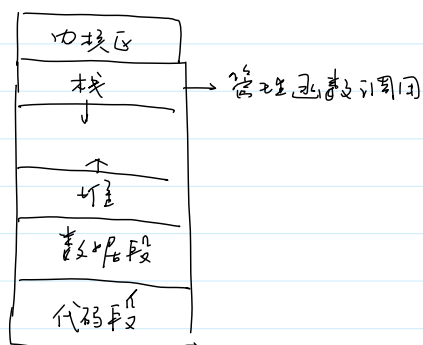 内核区
栈 → 管理函数调用
↓
↑
堆
数据段
代码段